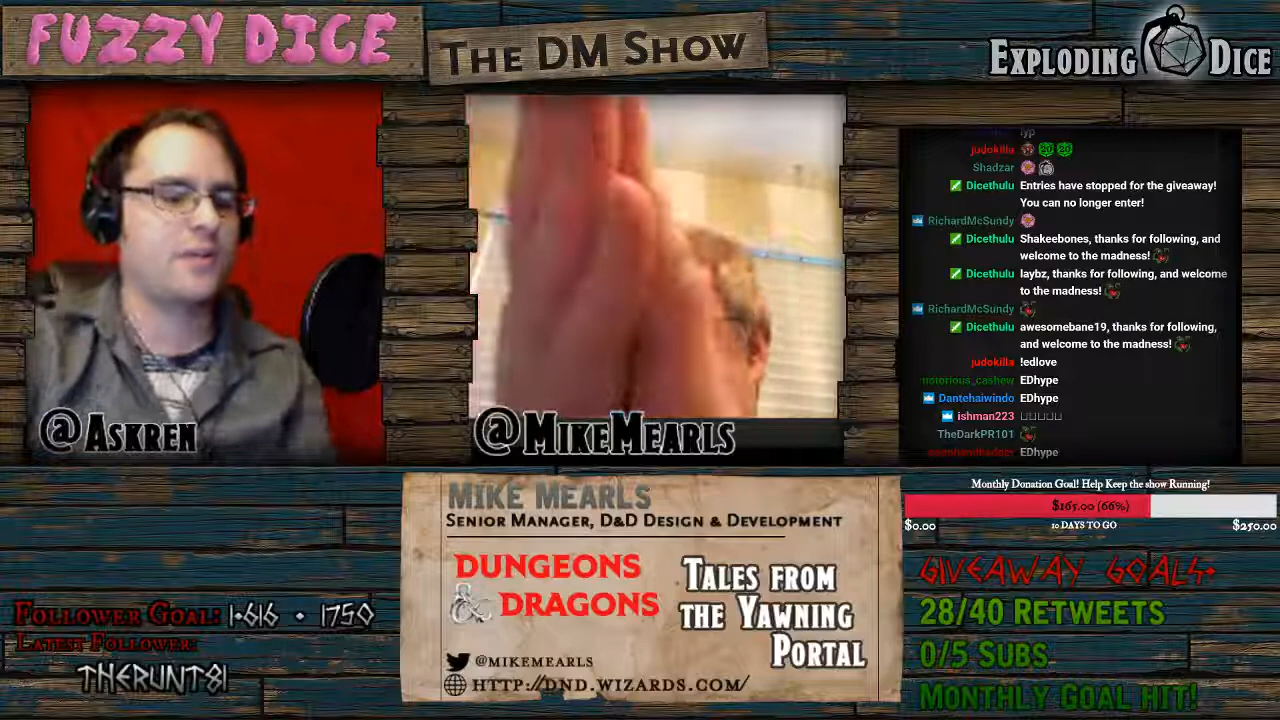 FUZZY DICE
THE DM SHOW
EXPLODING DICE
judokilla
Shadzar
Dicethulu Entries have stopped for the giveaway!
You can no longer enter!
RichardMcSundy
Dicethulu Shakeebones, thanks for following, and
welcome to the madness!
Dicethulu laybz, thanks for following, and welcome
to the madness!
RichardMcSundy
Dicethulu awesomebane19, thanks for following,
and welcome to the madness!
judokilla !edlove
notorious_cashew EDhype
Dantehaiwindo EDhype
ishman223
TheDarkPR101
EDhype
@ASKREN
@MIKEMEARLS
MIKE MEARLS
SENIOR MANAGER, D&D DESIGN & DEVELOPMENT
DUNGEONS
& DRAGONS
TALES FROM
THE YAWNING
PORTAL
@MIKEMEARLS
HTTP://DND.WIZARDS.COM/
Monthly Donation Goal! Help Keep the show Running!
$165.00 (66%)
$0.00 10 DAYS TO GO $250.00
GIVEAWAY GOALS:
28/40 RETWEETS
0/5 SUBS
MONTHLY GOAL HIT!
FOLLOWER GOAL: 1616 • 1750
LATEST FOLLOWER:
THERUNT81